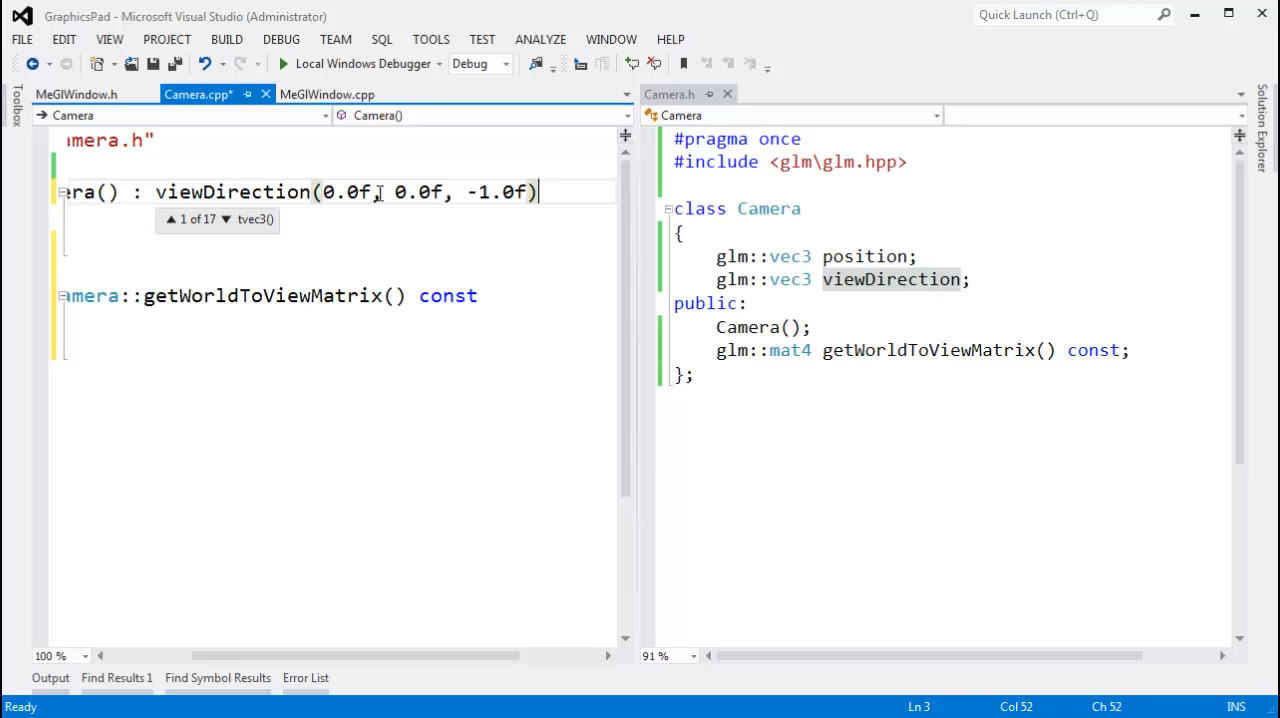 GraphicsPad - Microsoft Visual Studio (Administrator)
Quick Launch (Ctrl+Q)
FILE EDIT VIEW PROJECT BUILD DEBUG TEAM SQL TOOLS TEST ANALYZE WINDOW HELP
Local Windows Debugger Debug
Toolbox
MeGlWindow.h Camera.cpp* MeGlWindow.cpp
Camera Camera()
amera.h"
era() : viewDirection(0.0f, 0.0f, -1.0f)
1 of 17 tvec3()
amera::getWorldToViewMatrix() const
100 %
Camera.h
Camera
#pragma once
#include <glm\glm.hpp>
class Camera
{
glm::vec3 position;
glm::vec3 viewDirection;
public:
Camera();
glm::mat4 getWorldToViewMatrix() const;
};
91 %
Solution Explorer
Output Find Results 1 Find Symbol Results Error List
Ready Ln 3 Col 52 Ch 52 INS